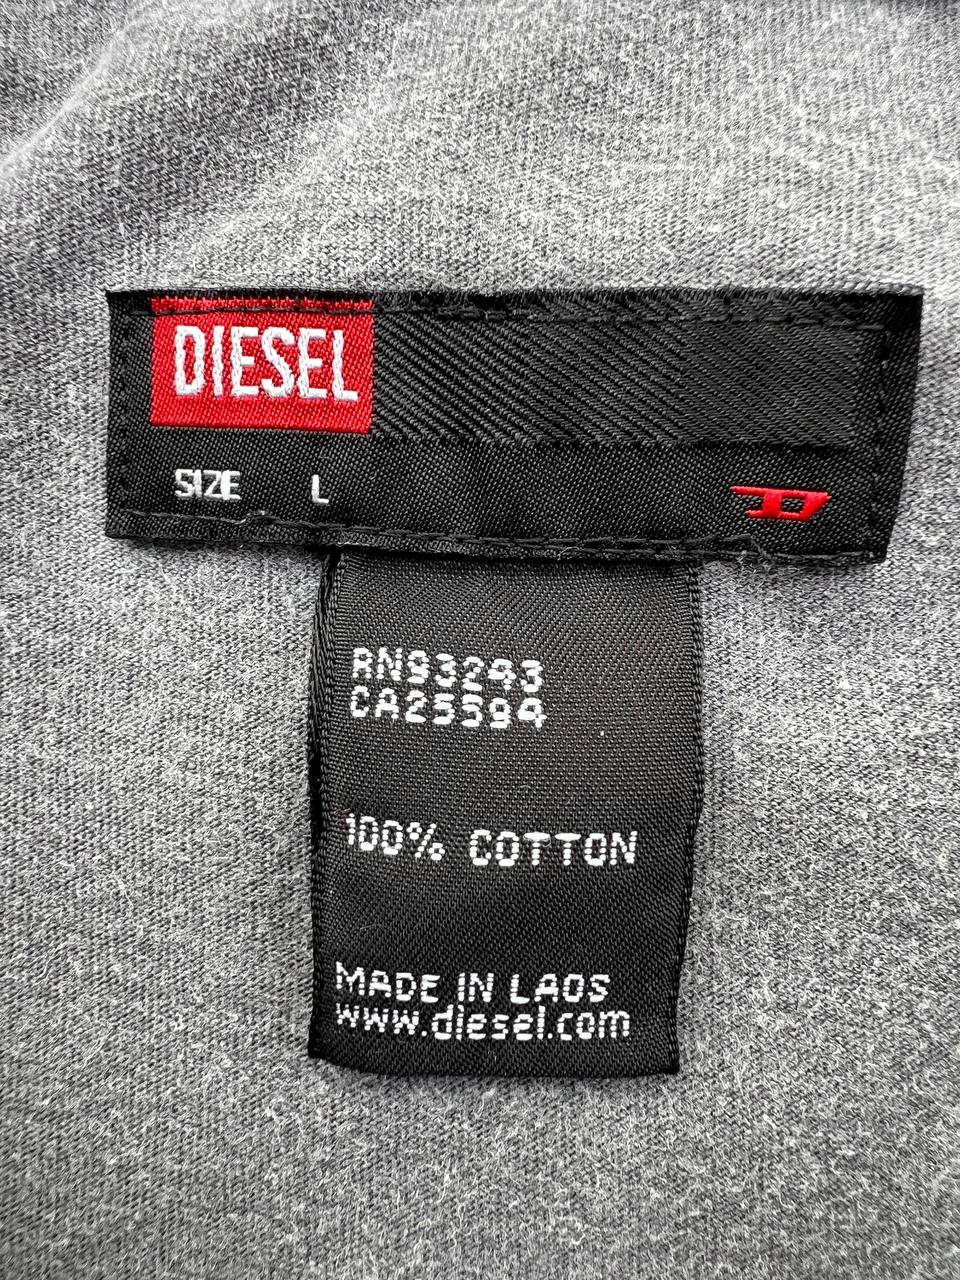 DIESEL
SIZE L
RN93243
CA25594
100% COTTON
MADE IN LAOS
www.diesel.com